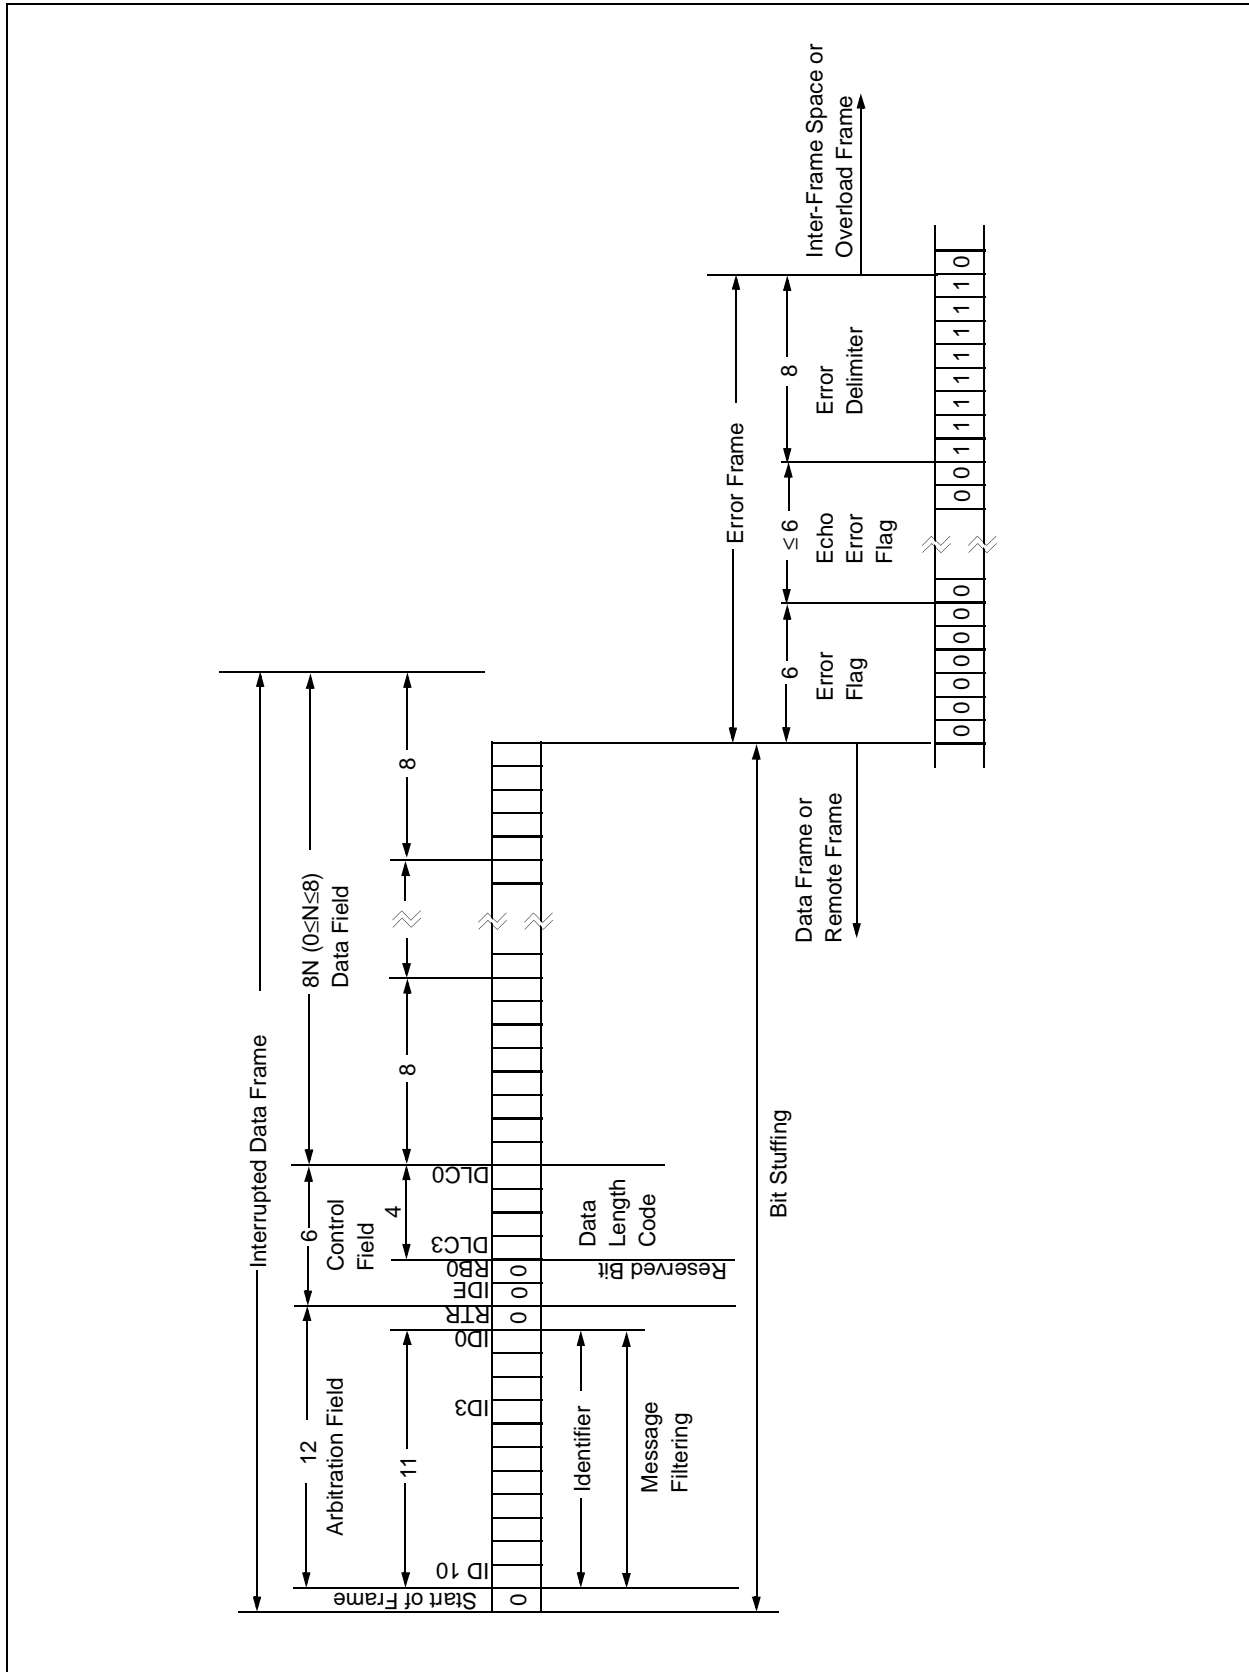 Interrupted Data Frame
12
Arbitration Field
6
Control
Field
8N (0≤N≤8)
Data Field
11
4
8
8
Start of Frame
ID 10
ID3
ID0
RTR
IDE
RB0
DLC3
DLC0
0
0
0
0
Identifier
Message
Filtering
Reserved Bit
Data
Length
Code
Bit Stuffing
Data Frame or
Remote Frame
Error Frame
6
Error
Flag
≤ 6
Echo
Error
Flag
8
Error
Delimiter
Inter-Frame Space or
Overload Frame
0 0 0 0 0 0 0 0 0 1 1 1 1 1 1 1 1 0